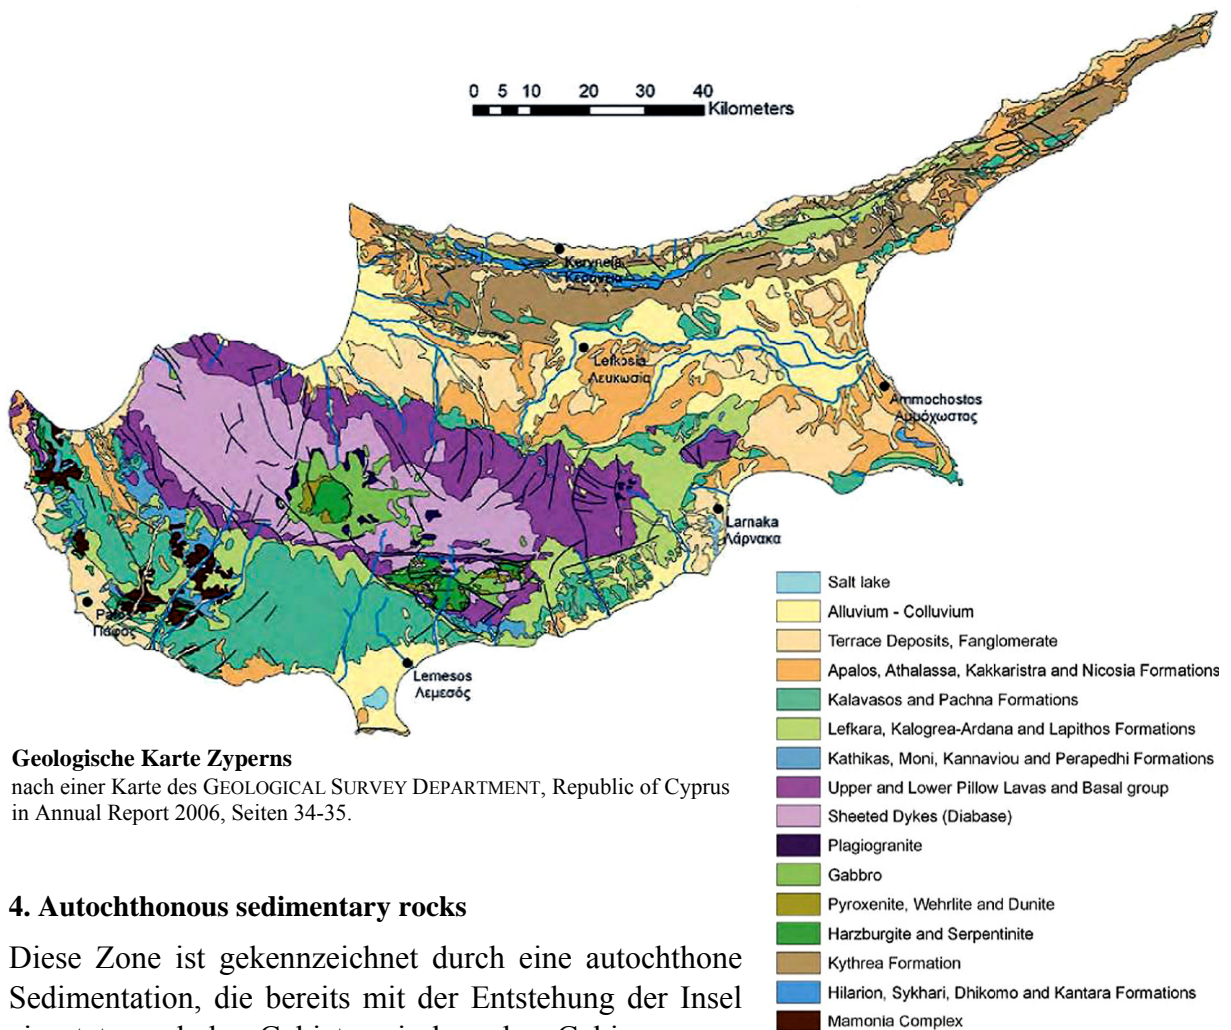 0 5 10 20 30 40
Kilometers
Keryneia
Κερύνεια
Lefkosia
Λευκωσία
Ammochostos
Αμμόχωστος
Larnaka
Λάρνακα
Πάφος
Lemesos
Λεμεσός
Salt lake
Alluvium - Colluvium
Terrace Deposits, Fanglomerate
Apalos, Athalassa, Kakkaristra and Nicosia Formations
Kalavasos and Pachna Formations
Lefkara, Kalogrea-Ardana and Lapithos Formations
Kathikas, Moni, Kannaviou and Perapedhi Formations
Upper and Lower Pillow Lavas and Basal group
Sheeted Dykes (Diabase)
Plagiogranite
Gabbro
Pyroxenite, Wehrlite and Dunite
Harzburgite and Serpentinite
Kythrea Formation
Hilarion, Sykhari, Dhikomo and Kantara Formations
Mamonia Complex
Geologische Karte Zyperns
nach einer Karte des GEOLOGICAL SURVEY DEPARTMENT, Republic of Cyprus
in Annual Report 2006, Seiten 34-35.
4. Autochthonous sedimentary rocks
Diese Zone ist gekennzeichnet durch eine autochthone
Sedimentation, die bereits mit der Entstehung der Insel